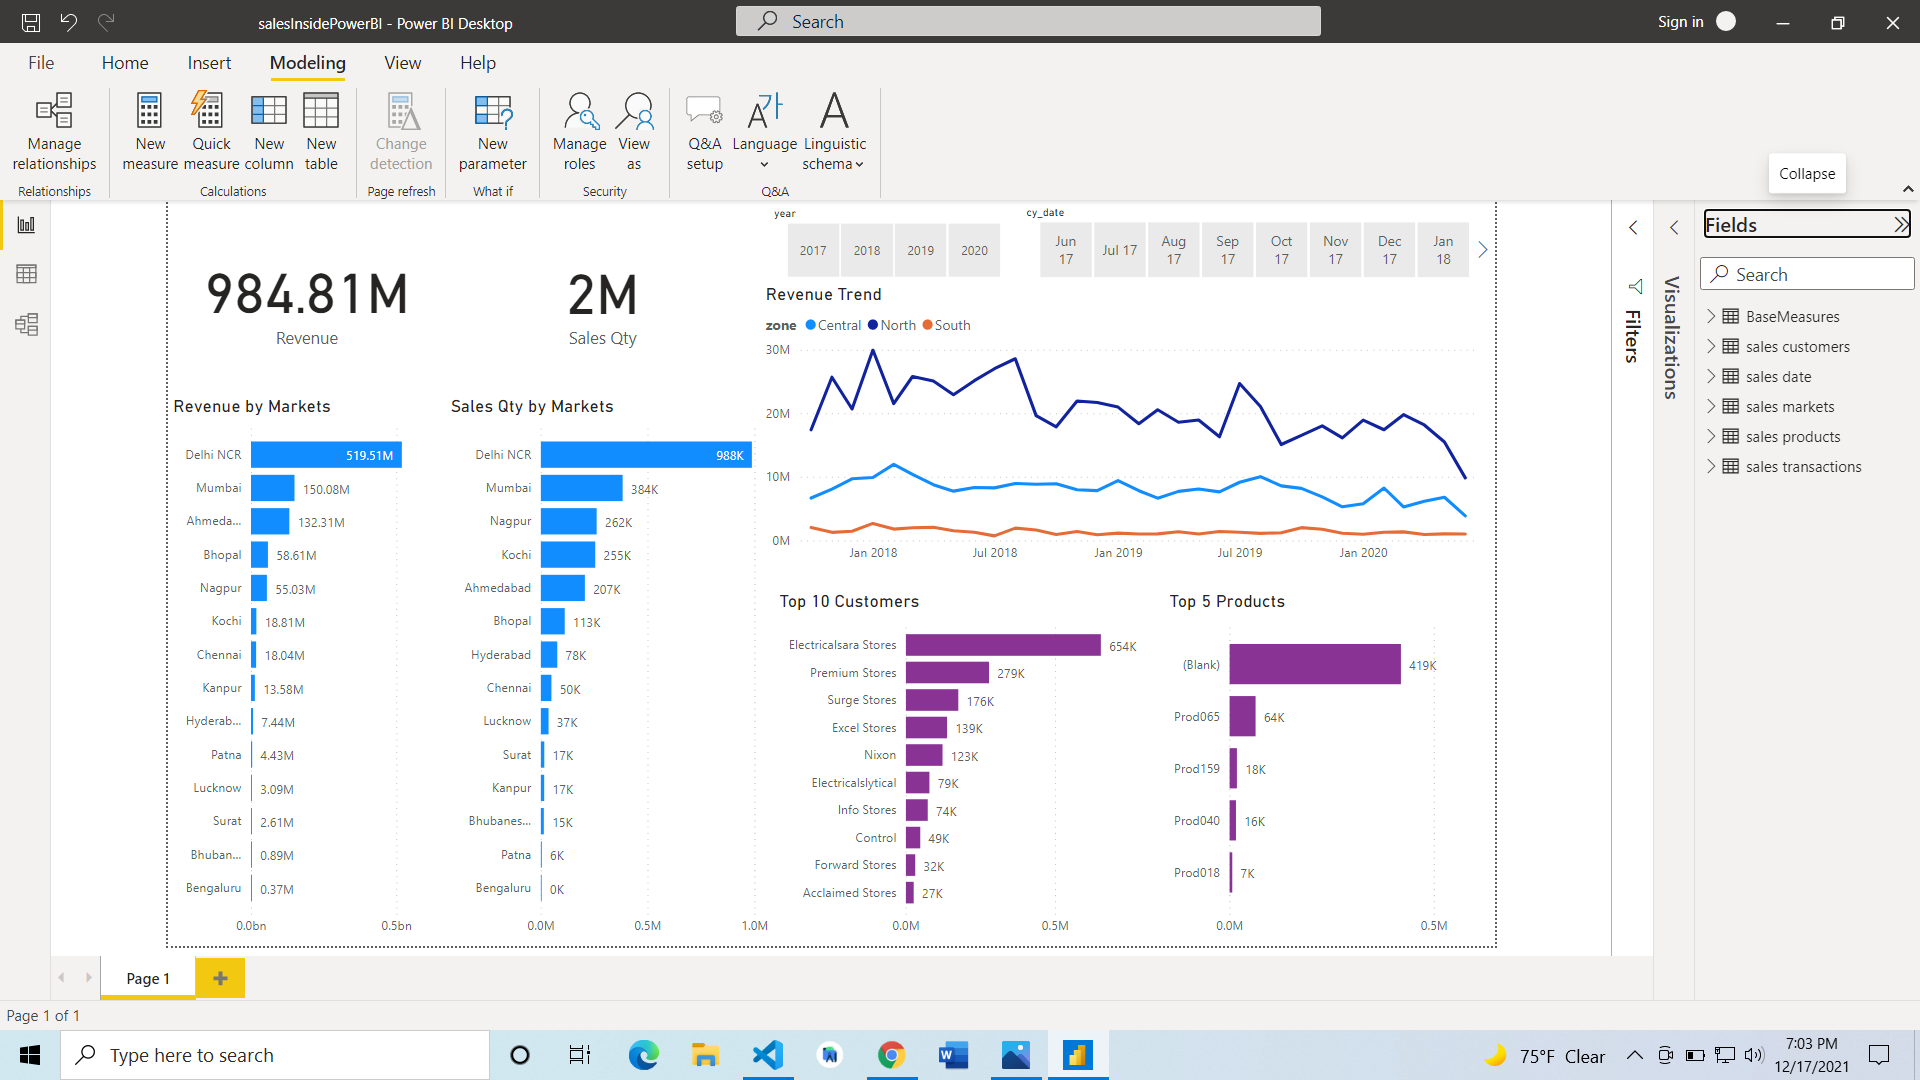 salesInsidePowerBI - Power BI Desktop
Search
Sign in
File Home Insert Modeling View Help
Manage relationships
New measure
Quick measure
New column
New table
Change detection
New parameter
Manage roles
View as
Q&A setup
Language
Linguistic schema
Relationships
Calculations
Page refresh
What if
Security
Q&A
Collapse
984.81M
Revenue
2M
Sales Qty
year
2017 2018 2019 2020
cy_date
Jun 17
Jul 17
Aug 17
Sep 17
Oct 17
Nov 17
Dec 17
Jan 18
Revenue Trend
zone Central North South
30M
20M
10M
0M
Jan 2018 Jul 2018 Jan 2019 Jul 2019 Jan 2020
Revenue by Markets
Delhi NCR 519.51M
Mumbai 150.08M
Ahmeda... 132.31M
Bhopal 58.61M
Nagpur 55.03M
Kochi 18.81M
Chennai 18.04M
Kanpur 13.58M
Hyderab... 7.44M
Patna 4.43M
Lucknow 3.09M
Surat 2.61M
Bhuban... 0.89M
Bengaluru 0.37M
0.0bn 0.5bn
Sales Qty by Markets
Delhi NCR 988K
Mumbai 384K
Nagpur 262K
Kochi 255K
Ahmedabad 207K
Bhopal 113K
Hyderabad 78K
Chennai 50K
Lucknow 37K
Surat 17K
Kanpur 17K
Bhubanes... 15K
Patna 6K
Bengaluru 0K
0.0M 0.5M 1.0M
Top 10 Customers
Electricalsara Stores 654K
Premium Stores 279K
Surge Stores 176K
Excel Stores 139K
Nixon 123K
Electricalslytical 79K
Info Stores 74K
Control 49K
Forward Stores 32K
Acclaimed Stores 27K
0.0M 0.5M
Top 5 Products
(Blank) 419K
Prod065 64K
Prod159 18K
Prod040 16K
Prod018 7K
0.0M 0.5M
Filters
Visualizations
Fields
Search
BaseMeasures
sales customers
sales date
sales markets
sales products
sales transactions
Page 1
Page 1 of 1
Type here to search
75°F Clear
7:03 PM
12/17/2021